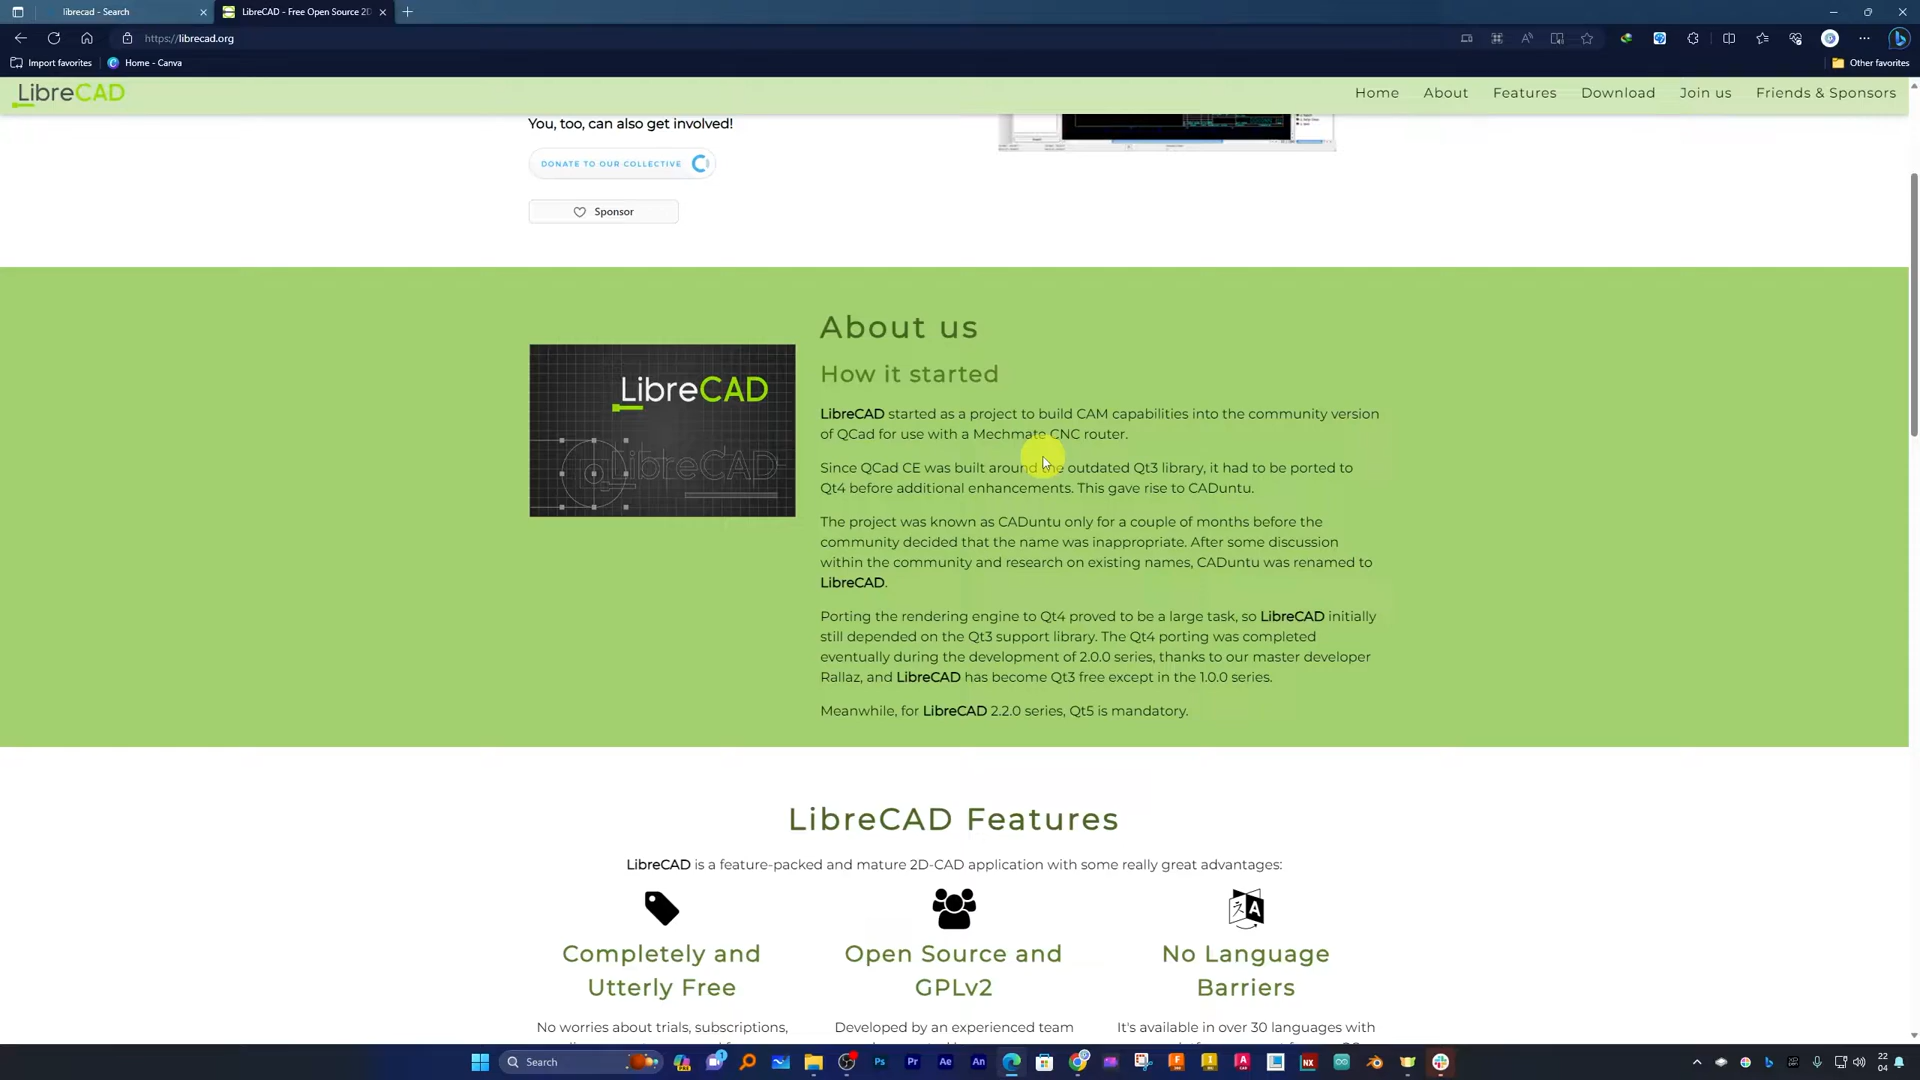 librecad - Search
LibreCAD - Free Open Source 2D
https://librecad.org
Import favorites
Home - Canva
Other favorites
LibreCAD
Home
About
Features
Download
Join us
Friends & Sponsors
You, too, can also get involved!
DONATE TO OUR COLLECTIVE
Sponsor
LibreCAD
LibreCAD
About us
How it started
LibreCAD started as a project to build CAM capabilities into the community version
of QCad for use with a Mechmate CNC router.
Since QCad CE was built around the outdated Qt3 library, it had to be ported to
Qt4 before additional enhancements. This gave rise to CADuntu.
The project was known as CADuntu only for a couple of months before the
community decided that the name was inappropriate. After some discussion
within the community and research on existing names, CADuntu was renamed to
LibreCAD.
Porting the rendering engine to Qt4 proved to be a large task, so LibreCAD initially
still depended on the Qt3 support library. The Qt4 porting was completed
eventually during the development of 2.0.0 series, thanks to our master developer
Rallaz, and LibreCAD has become Qt3 free except in the 1.0.0 series.
Meanwhile, for LibreCAD 2.2.0 series, Qt5 is mandatory.
LibreCAD Features
LibreCAD is a feature-packed and mature 2D-CAD application with some really great advantages:
Completely and
Utterly Free
Open Source and
GPLv2
No Language
Barriers
No worries about trials, subscriptions,
Developed by an experienced team
It's available in over 30 languages with
Search
Ps
Pr
Ae
An
NX
22
04